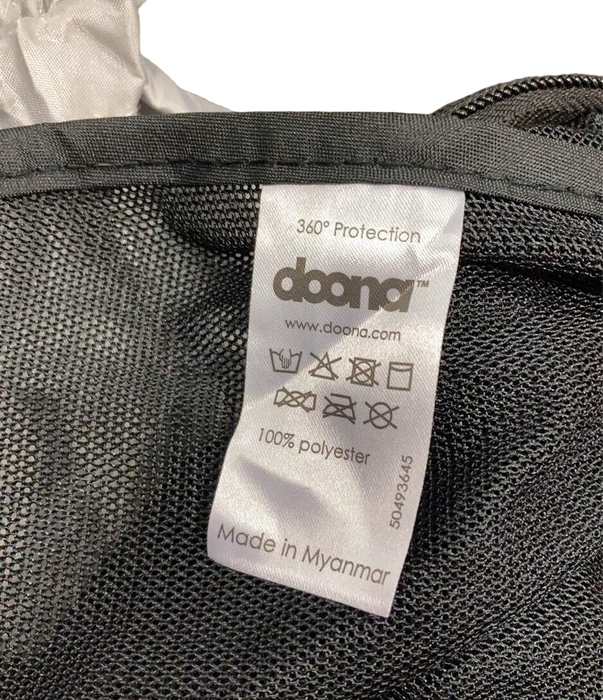 360° Protection
doona™
www.doona.com
100% polyester
50493645
Made in Myanmar